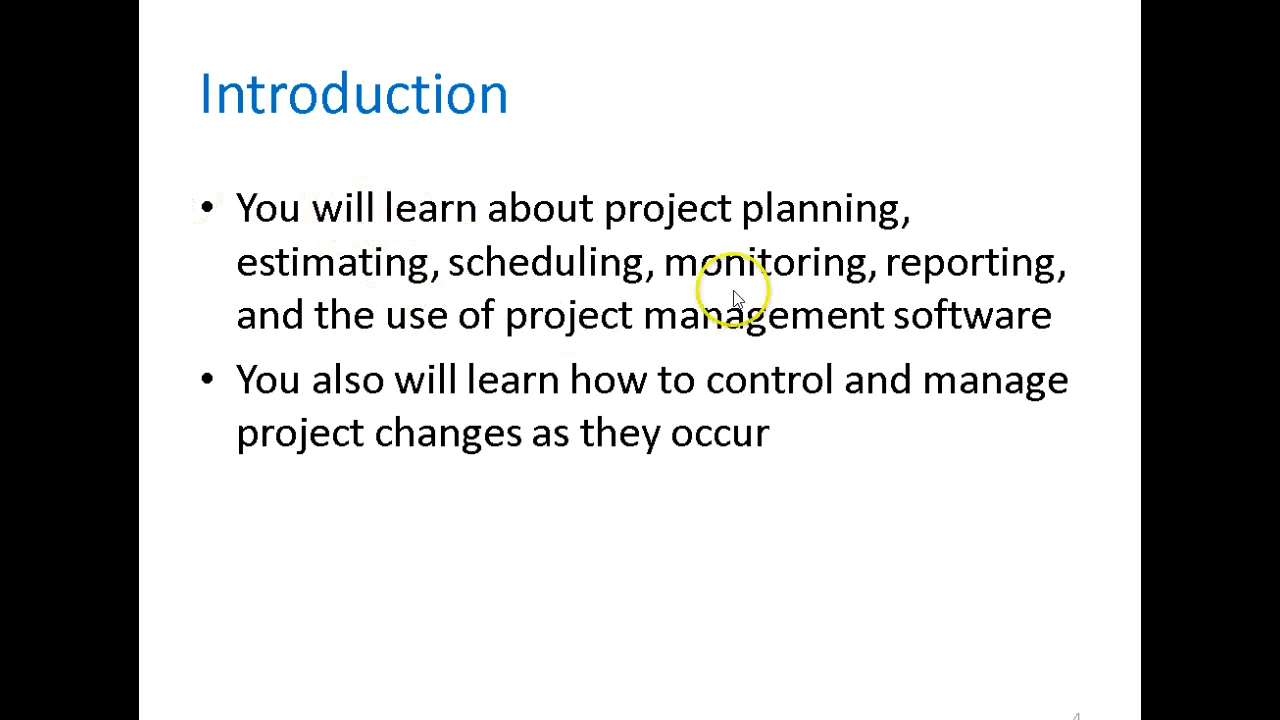 Introduction
• You will learn about project planning,
estimating, scheduling, monitoring, reporting,
and the use of project management software
• You also will learn how to control and manage
project changes as they occur
4